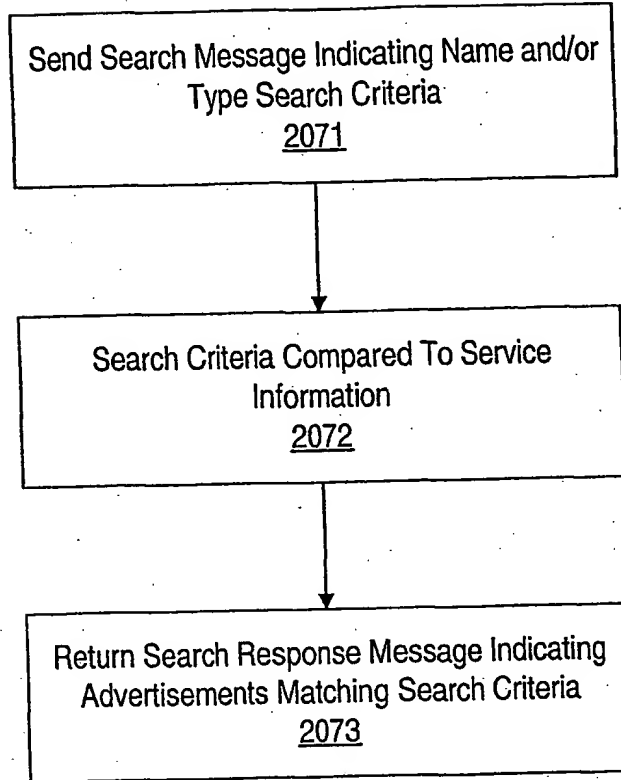 Send Search Message Indicating Name and/or
Type Search Criteria
2071
Search Criteria Compared To Service
Information
2072
Return Search Response Message Indicating
Advertisements Matching Search Criteria
2073